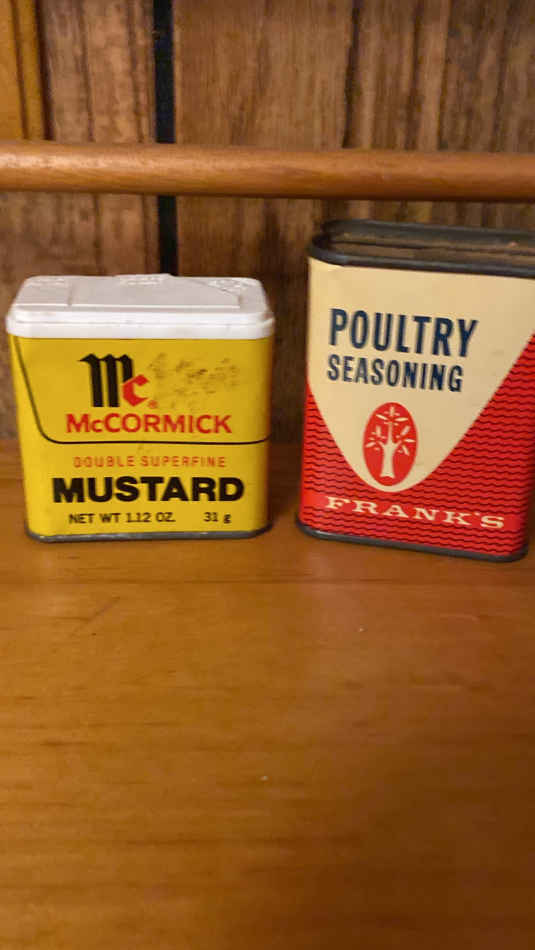 Mc
McCORMICK
DOUBLE SUPERFINE
MUSTARD
NET WT 1.12 OZ. 31 g
POULTRY
SEASONING
FRANK'S